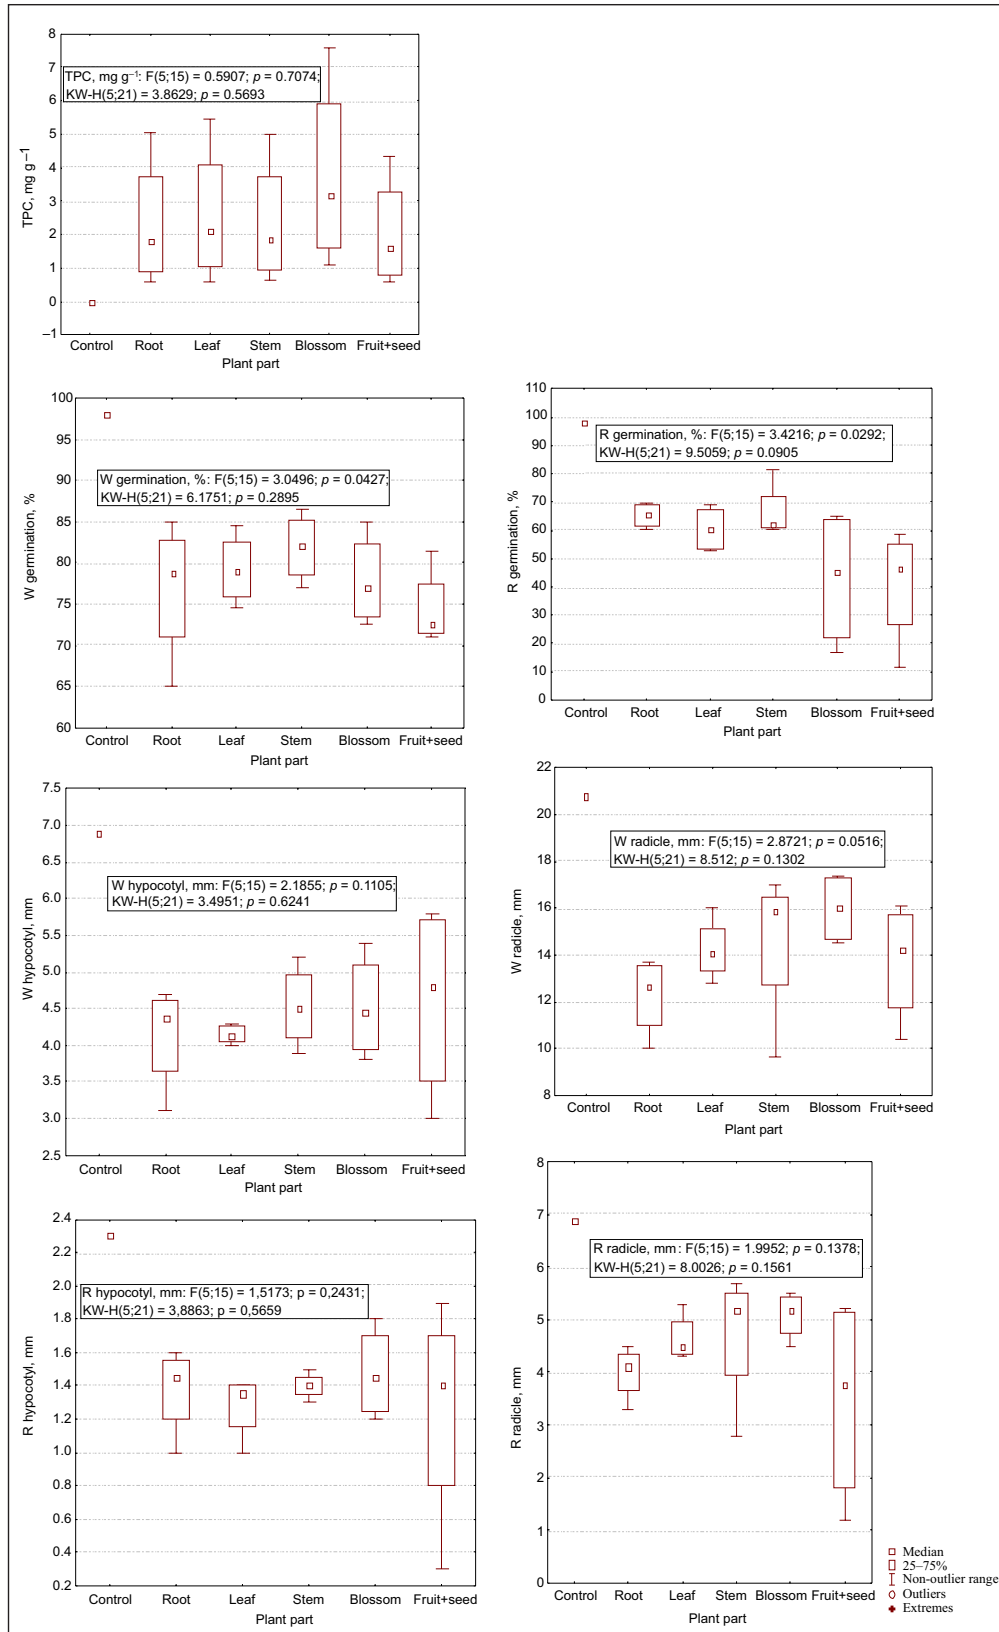 8
7
6
5
4
3
2
1
0
–1
TPC, mg g–1
TPC, mg g–1: F(5;15) = 0.5907; p = 0.7074;
KW-H(5;21) = 3.8629; p = 0.5693
Control Root Leaf Stem Blossom Fruit+seed
Plant part
100
95
90
85
80
75
70
65
60
W germination, %
W germination, %: F(5;15) = 3.0496; p = 0.0427;
KW-H(5;21) = 6.1751; p = 0.2895
Control Root Leaf Stem Blossom Fruit+seed
Plant part
110
100
90
80
70
60
50
40
30
20
10
0
R germination, %
R germination, %: F(5;15) = 3.4216; p = 0.0292;
KW-H(5;21) = 9.5059; p = 0.0905
Control Root Leaf Stem Blossom Fruit+seed
Plant part
7.5
7.0
6.5
6.0
5.5
5.0
4.5
4.0
3.5
3.0
2.5
W hypocotyl, mm
W hypocotyl, mm: F(5;15) = 2.1855; p = 0.1105;
KW-H(5;21) = 3.4951; p = 0.6241
Control Root Leaf Stem Blossom Fruit+seed
Plant part
22
20
18
16
14
12
10
8
W radicle, mm
W radicle, mm: F(5;15) = 2.8721; p = 0.0516;
KW-H(5;21) = 8.512; p = 0.1302
Control Root Leaf Stem Blossom Fruit+seed
Plant part
2.4
2.2
2.0
1.8
1.6
1.4
1.2
1.0
0.8
0.6
0.4
0.2
R hypocotyl, mm
R hypocotyl, mm: F(5;15) = 1,5173; p = 0,2431;
KW-H(5;21) = 3,8863; p = 0,5659
Control Root Leaf Stem Blossom Fruit+seed
Plant part
8
7
6
5
4
3
2
1
0
R radicle, mm
R radicle, mm: F(5;15) = 1.9952; p = 0.1378;
KW-H(5;21) = 8.0026; p = 0.1561
Control Root Leaf Stem Blossom Fruit+seed
Plant part
Median
25–75%
Non-outlier range
Outliers
Extremes